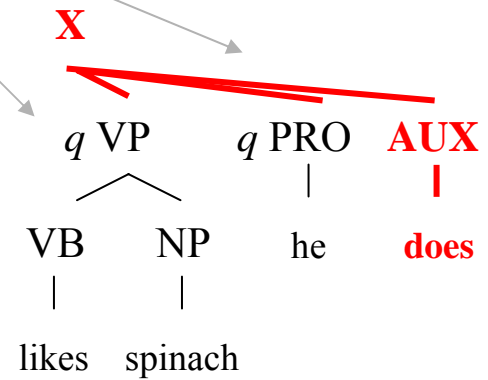 X
q VP q PRO AUX
VB NP he does
likes spinach